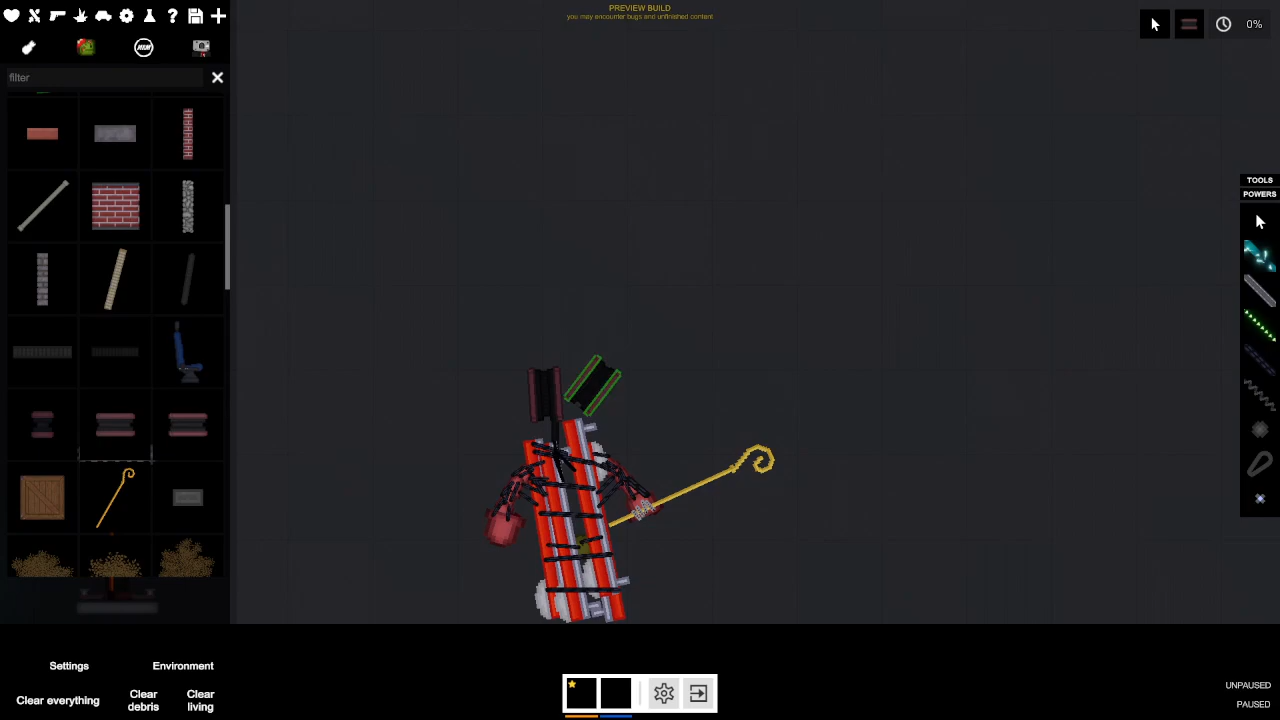 PREVIEW BUILD
you may encounter bugs and unfinished content
0%
filter
TOOLS
POWERS
Settings
Environment
Clear everything
Clear debris
Clear living
UNPAUSED
PAUSED